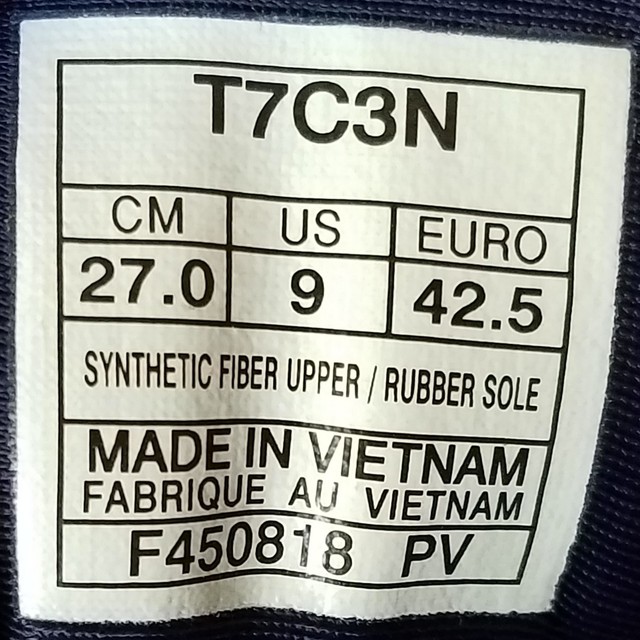 T7C3N
CM US EURO
27.0 9 42.5
SYNTHETIC FIBER UPPER / RUBBER SOLE
MADE IN VIETNAM
FABRIQUE AU VIETNAM
F450818 PV